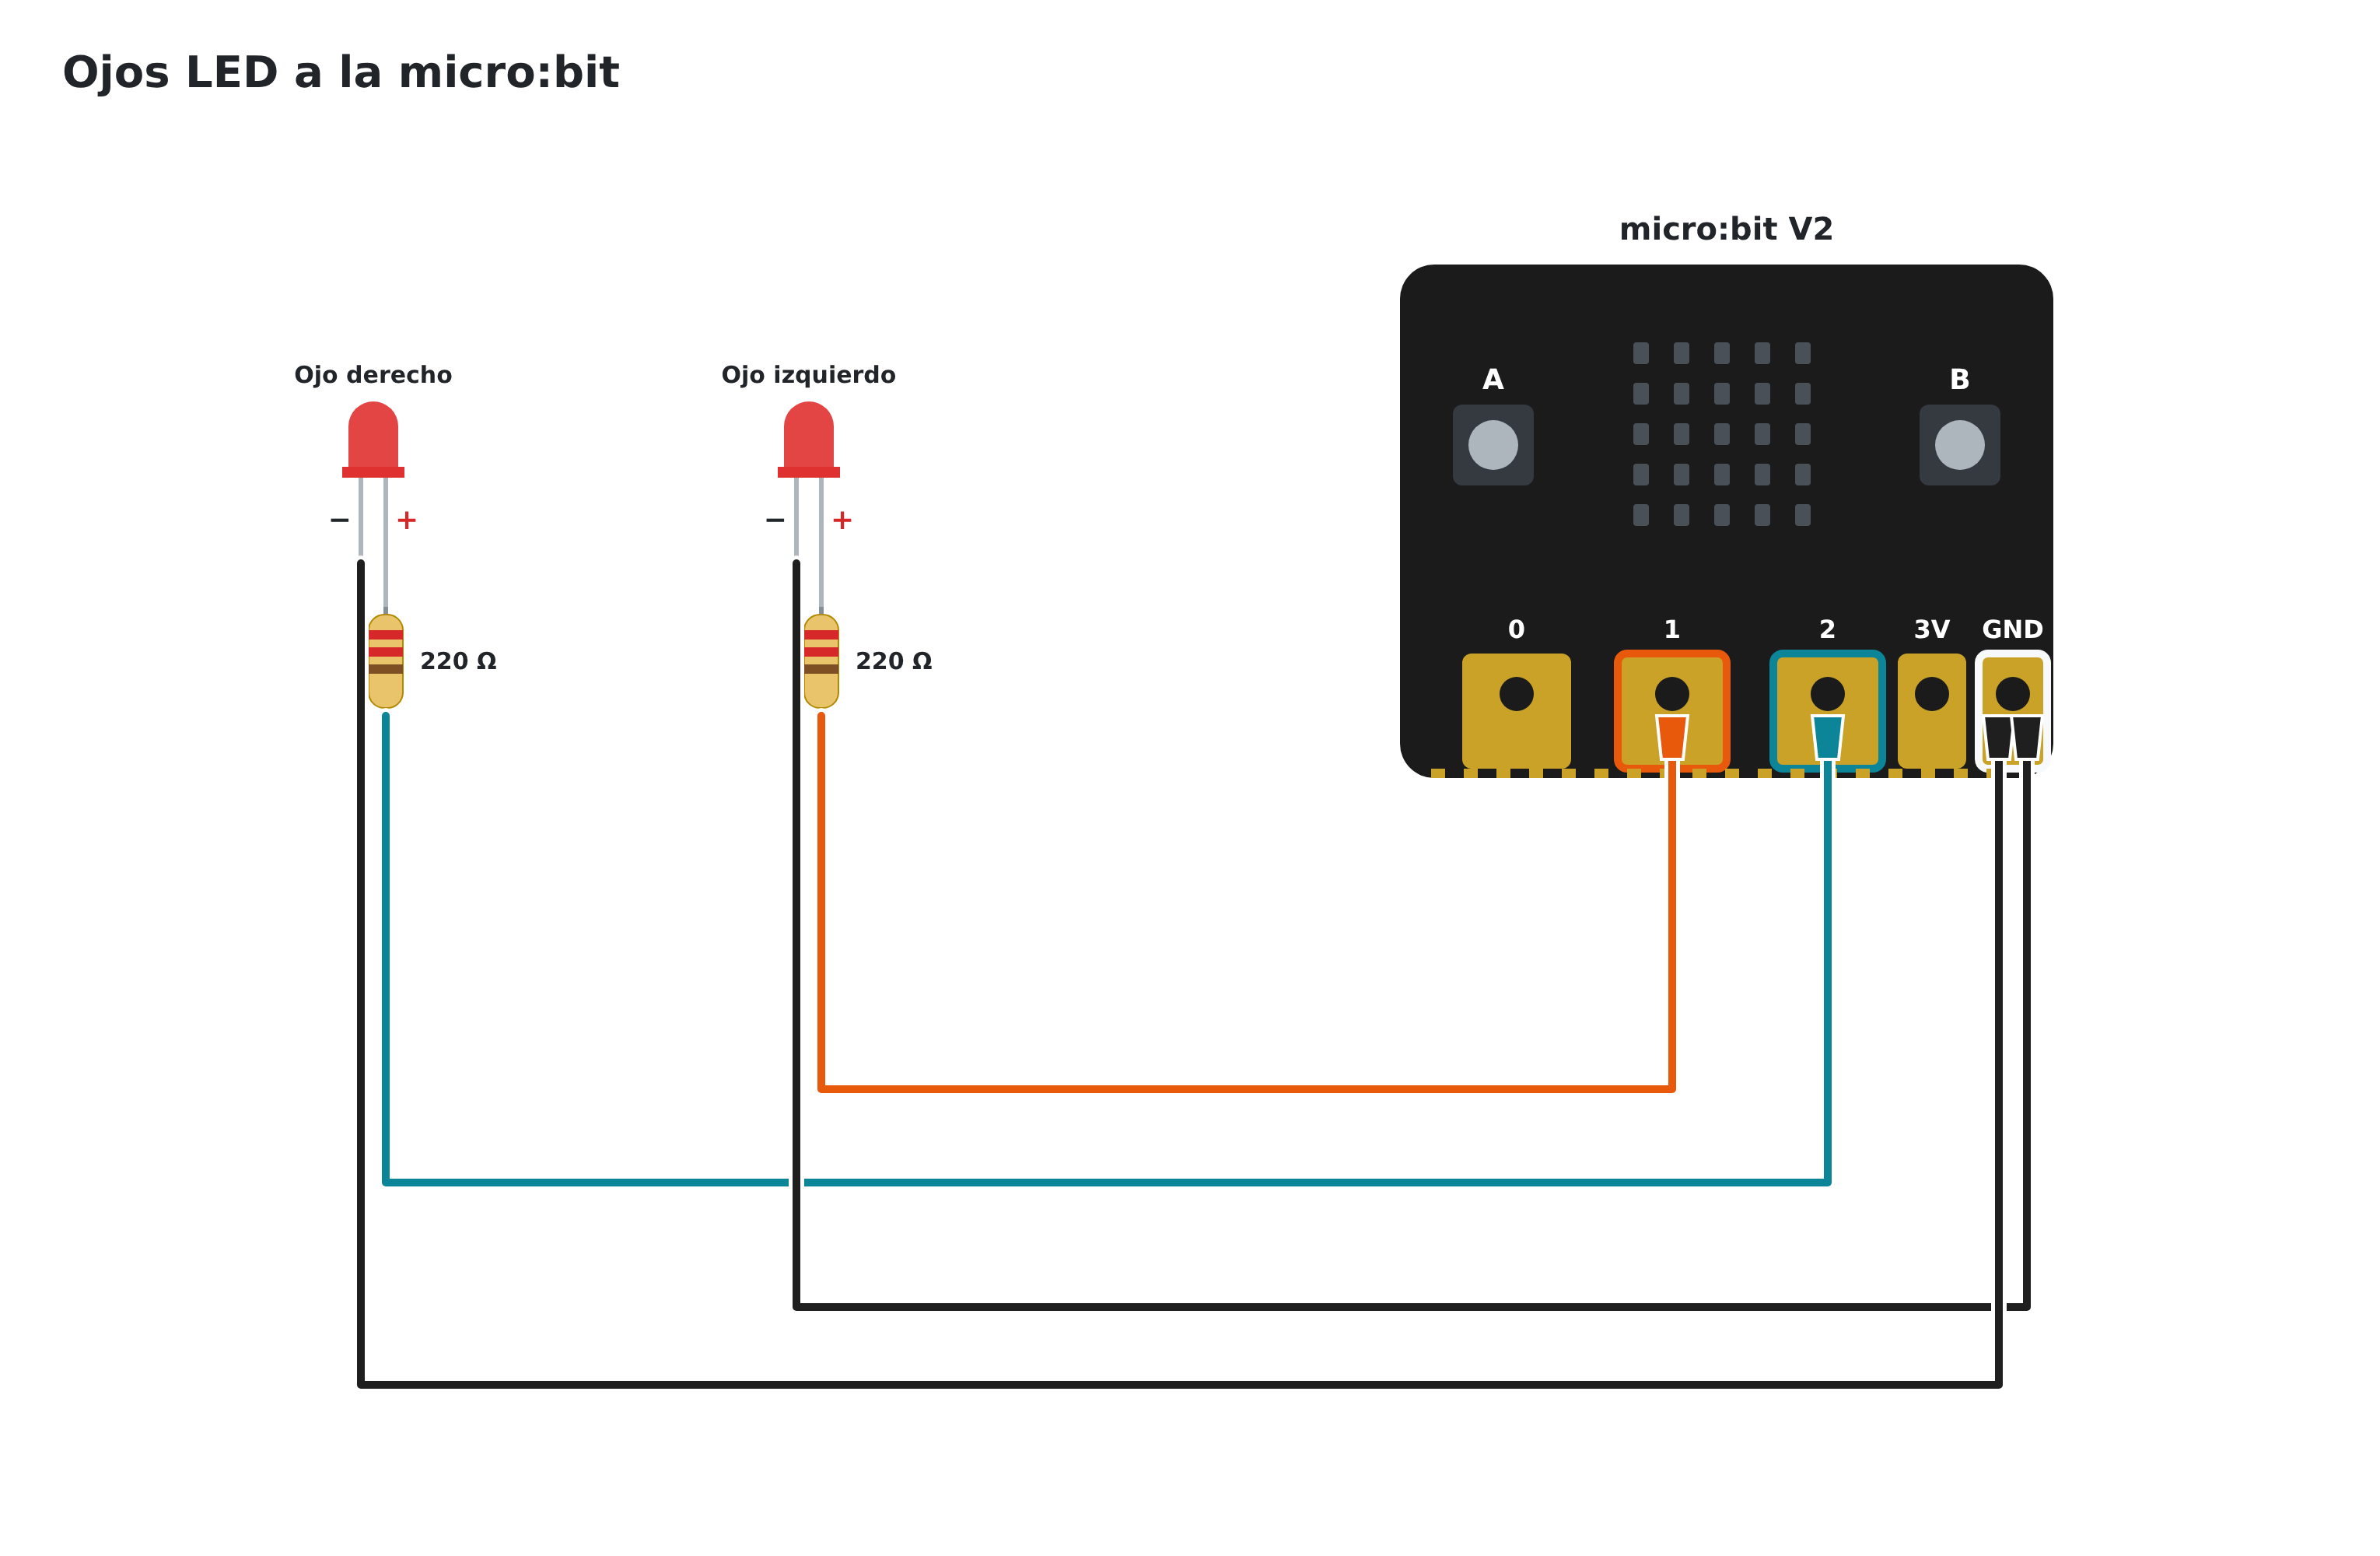 Ojos LED a la micro:bit
micro:bit V2
Ojo derecho
Ojo izquierdo
A
B
− +
− +
220 Ω
220 Ω
0 1 2 3V GND